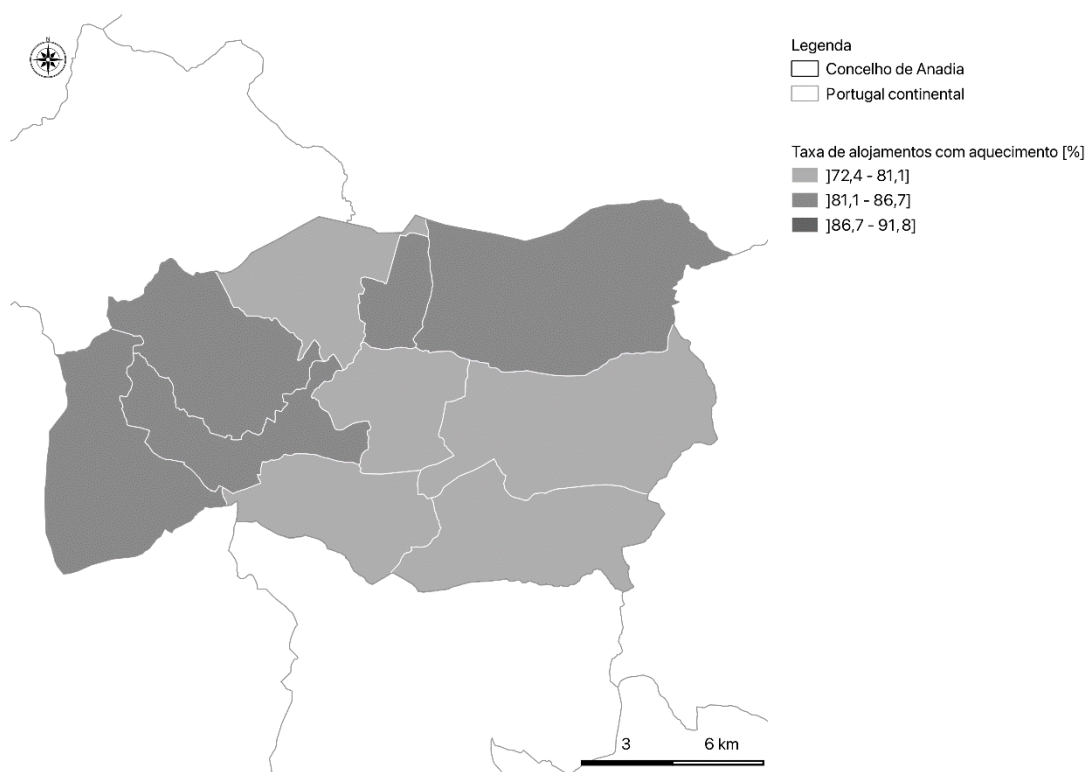 N
Legenda
Concelho de Anadia
Portugal continental
Taxa de alojamentos com aquecimento [%]
]72,4 - 81,1]
]81,1 - 86,7]
]86,7 - 91,8]
3 6 km